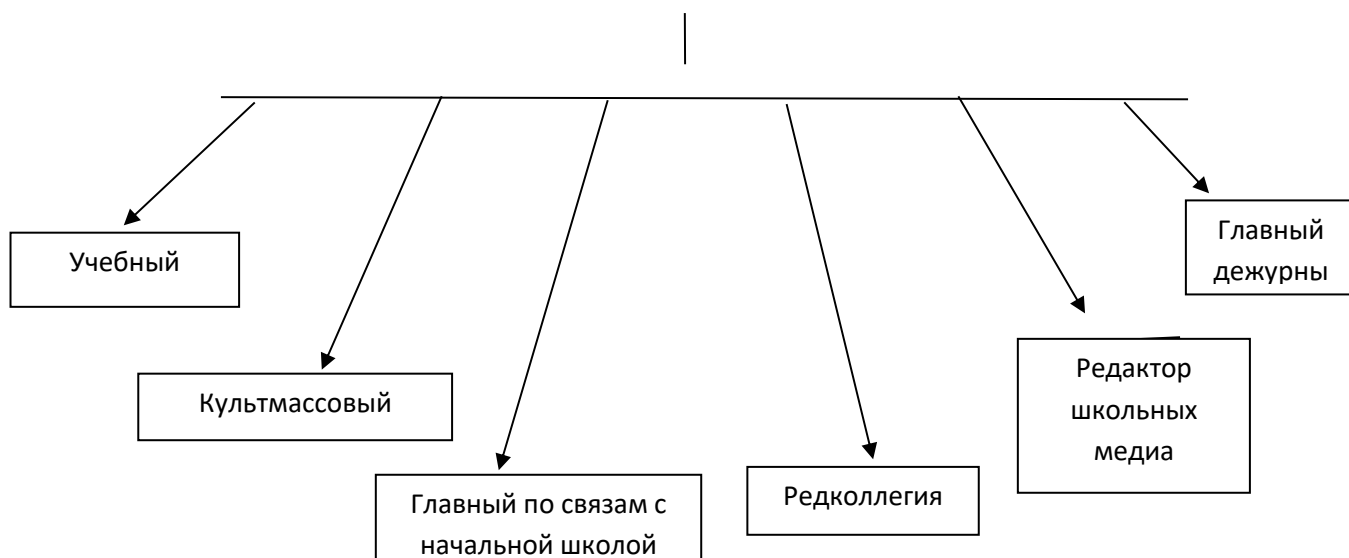 Учебный
Культмассовый
Главный по связам с
начальной школой
Редколлегия
Редактор
школьных
медиа
Главный
дежурны